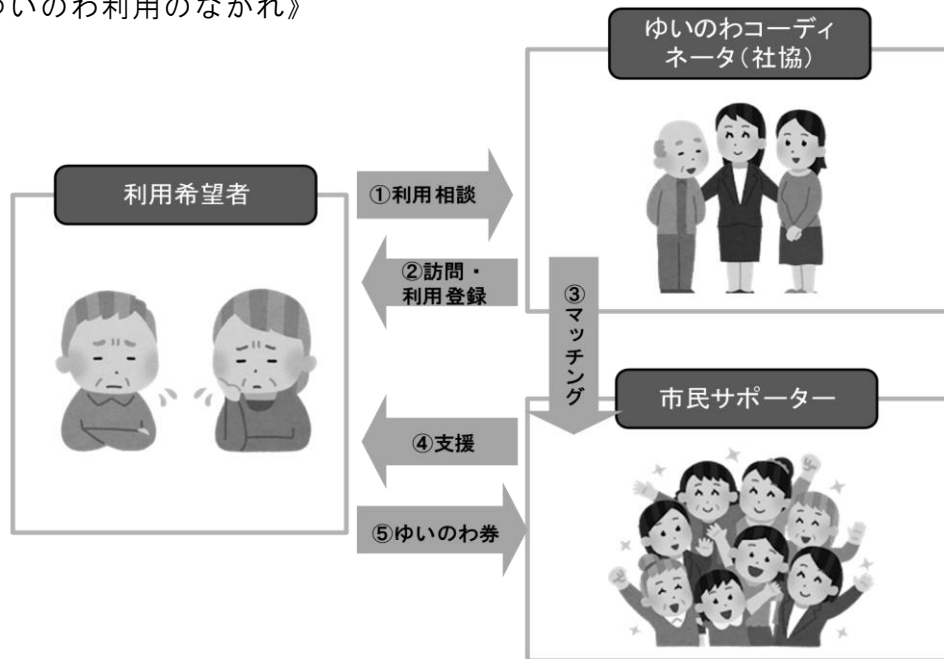 いのわ利用のながれ》
ゆいのわコーディ
ネータ(社協)
利用希望者
①利用相談
②訪問・
利用登録
③マッチング
市民サポーター
④支援
⑤ゆいのわ券